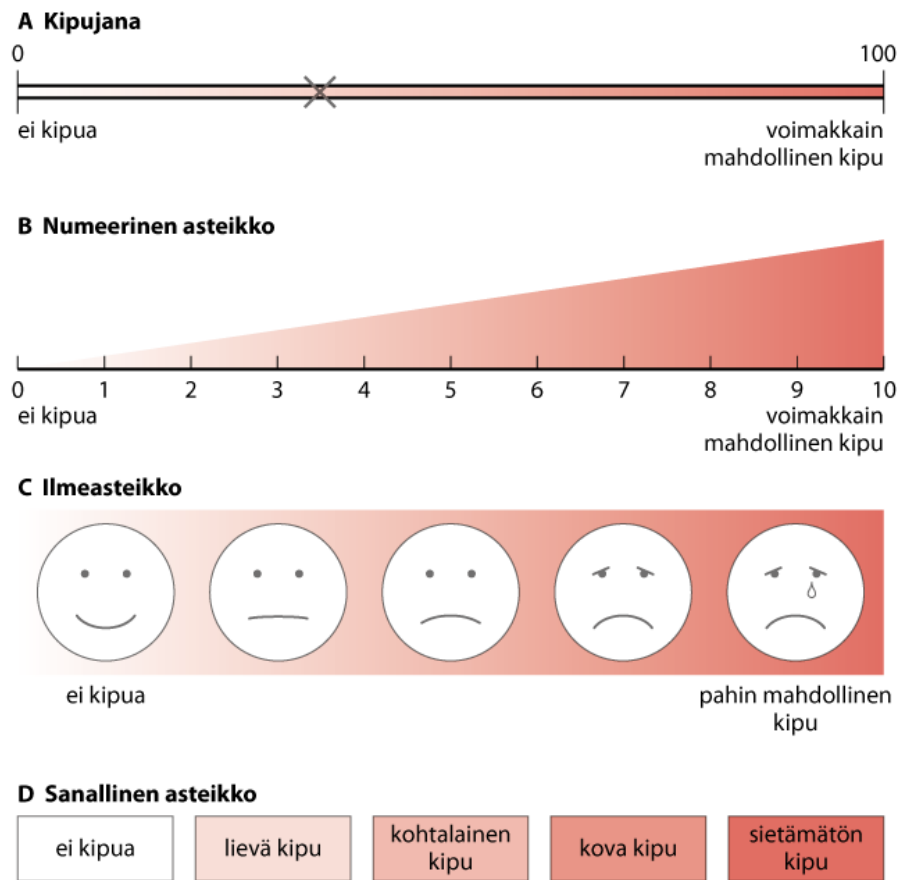 A Kipujana
0 100
ei kipua voimakkain
mahdollinen kipu
B Numeerinen asteikko
0 1 2 3 4 5 6 7 8 9 10
ei kipua voimakkain
mahdollinen kipu
C Ilmeasteikko
ei kipua pahin mahdollinen
kipu
D Sanallinen asteikko
ei kipua
lievä kipu
kohtalainen
kipu
kova kipu
sietämätön
kipu